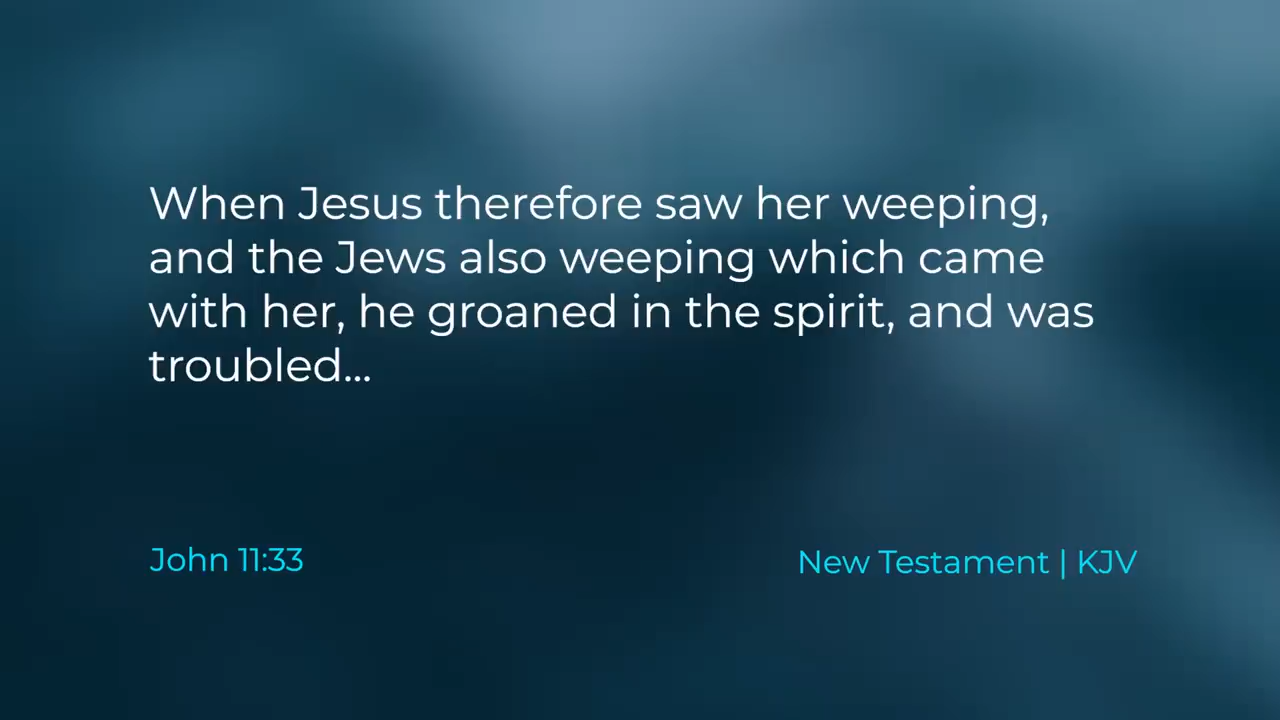 When Jesus therefore saw her weeping,
and the Jews also weeping which came
with her, he groaned in the spirit, and was
troubled...
John 11:33
New Testament | KJV